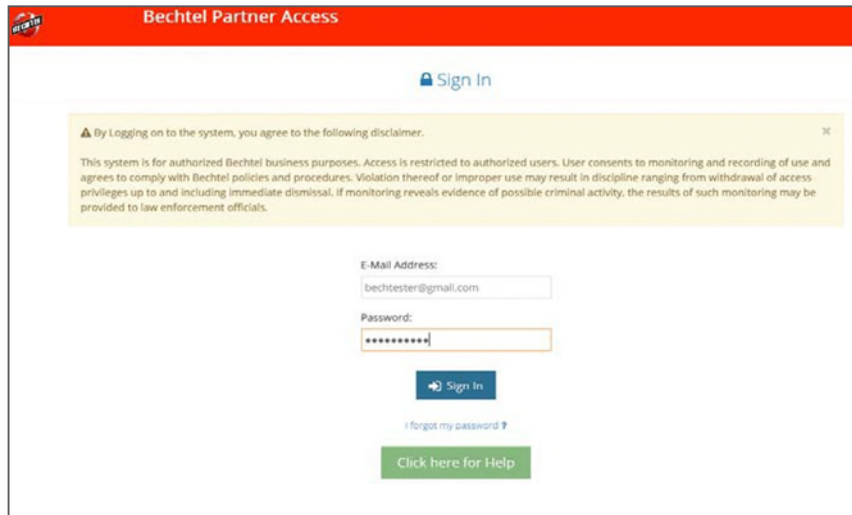 BECHTEL
Bechtel Partner Access
Sign In
By Logging on to the system, you agree to the following disclaimer.
This system is for authorized Bechtel business purposes. Access is restricted to authorized users. User consents to monitoring and recording of use and
agrees to comply with Bechtel policies and procedures. Violation thereof or improper use may result in discipline ranging from withdrawal of access
privileges up to and including immediate dismissal. If monitoring reveals evidence of possible criminal activity, the results of such monitoring may be
provided to law enforcement officials.
E-Mail Address:
bechtester@gmail.com
Password:
••••••••••
Sign In
I forgot my password ?
Click here for Help